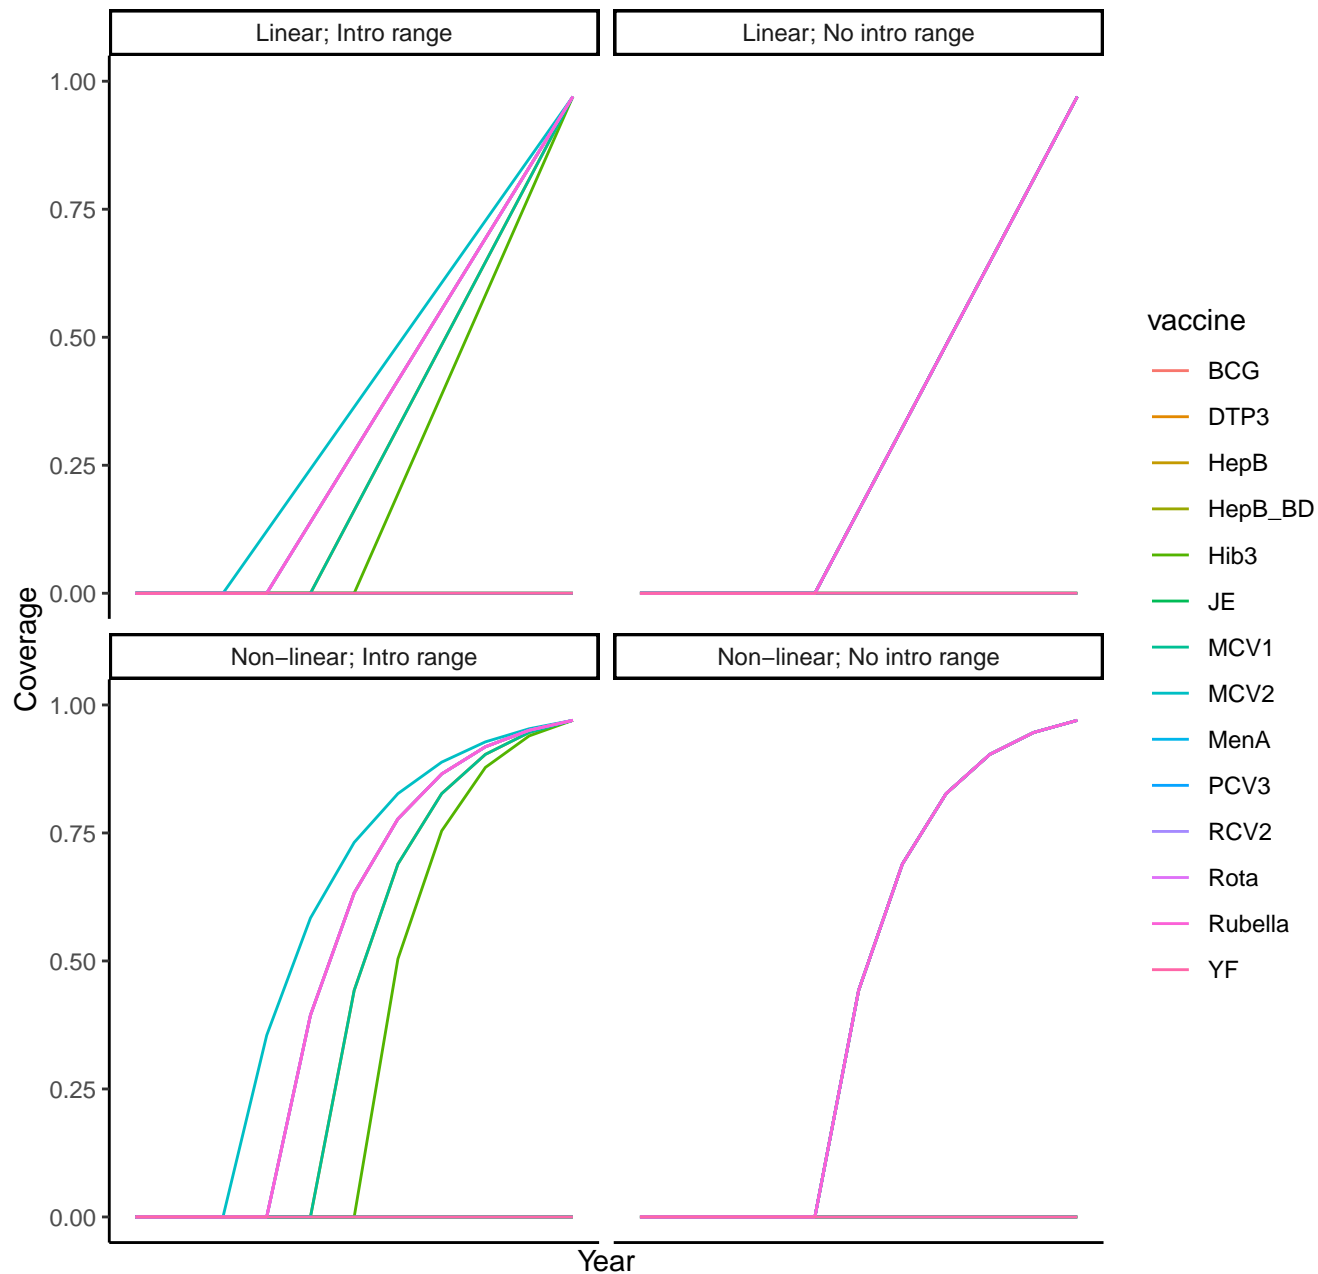 Linear; Intro range
Linear; No intro range
1.00
0.75
0.50
0.25
0.00
Non−linear; Intro range
Non−linear; No intro range
1.00
0.75
0.50
0.25
0.00
Coverage
Year
vaccine
BCG
DTP3
HepB
HepB_BD
Hib3
JE
MCV1
MCV2
MenA
PCV3
RCV2
Rota
Rubella
YF